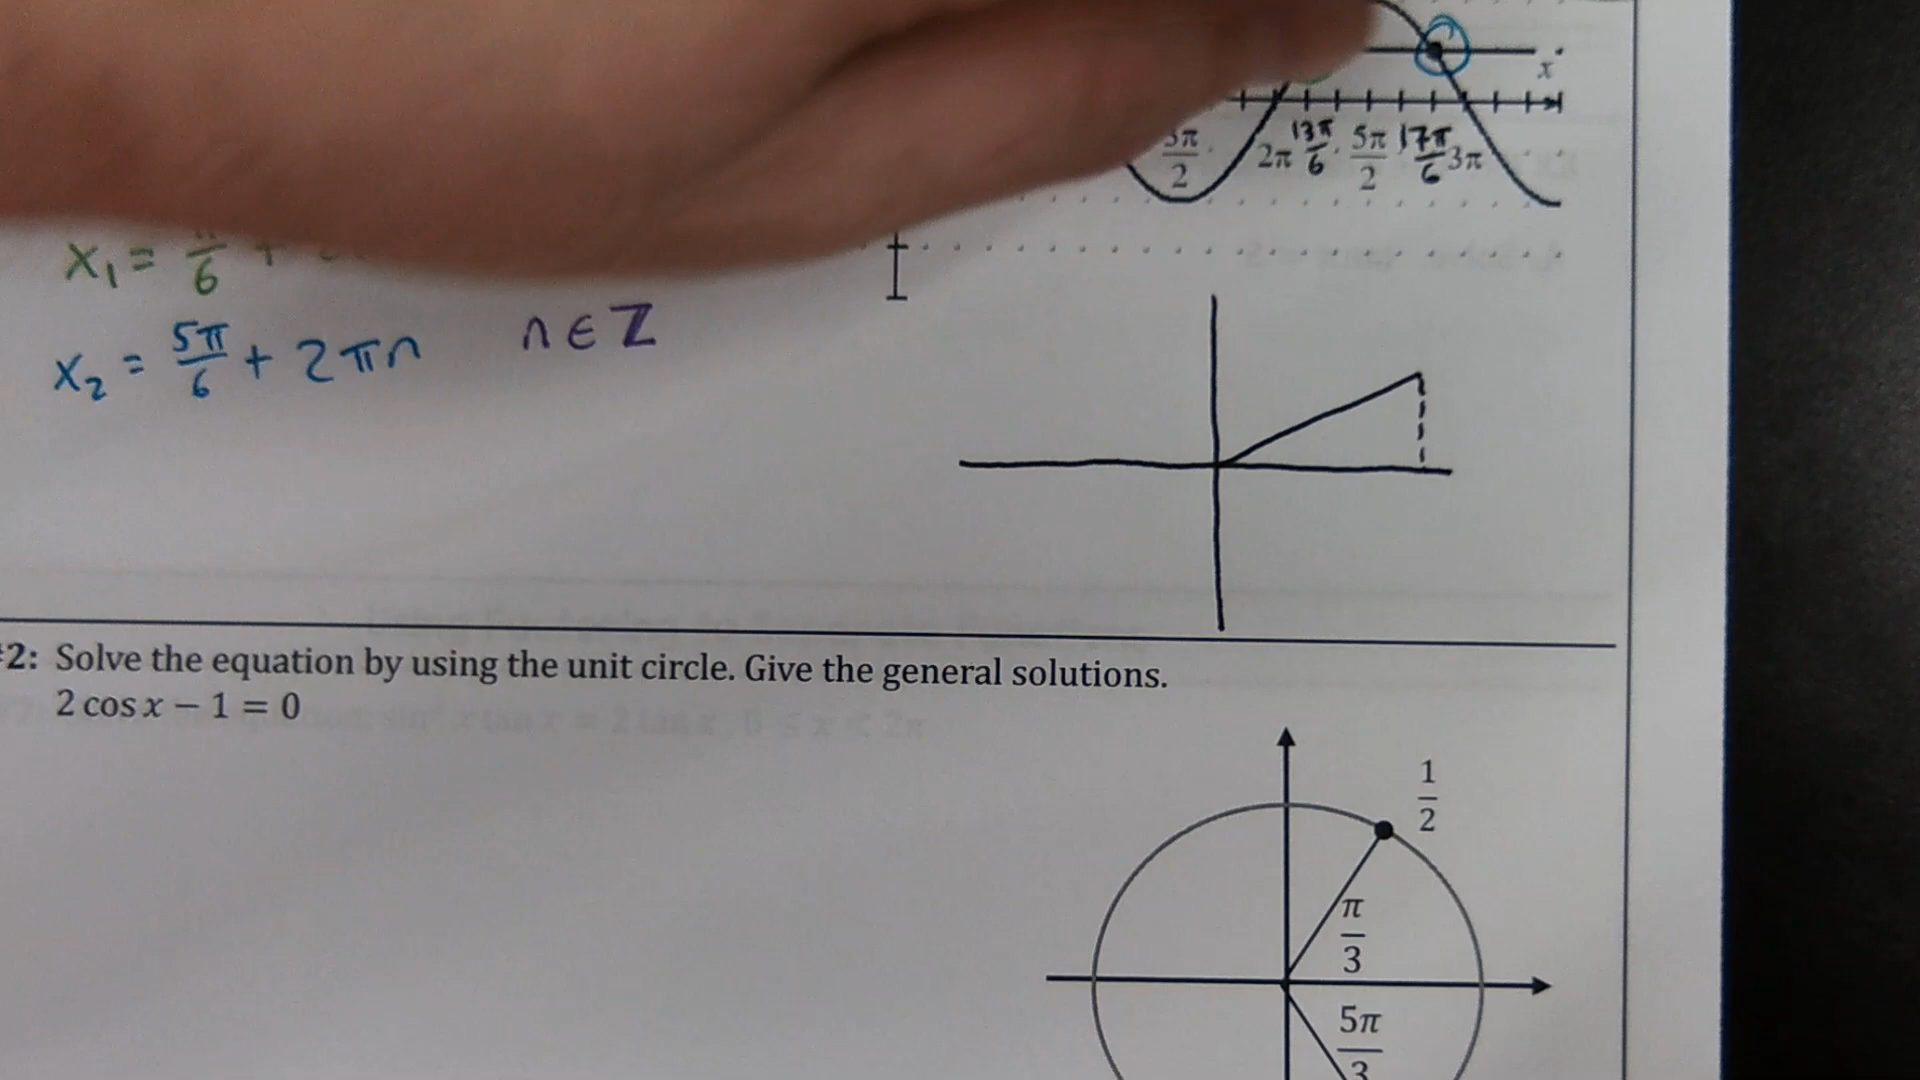 x
3π/2 2π 13π/6 5π/2 17π/6 3π
x₁ = π/6 +
x₂ = 5π/6 + 2πn n ∈ Z
2: Solve the equation by using the unit circle. Give the general solutions.
2 cos x − 1 = 0
1/2
π/3
5π/3